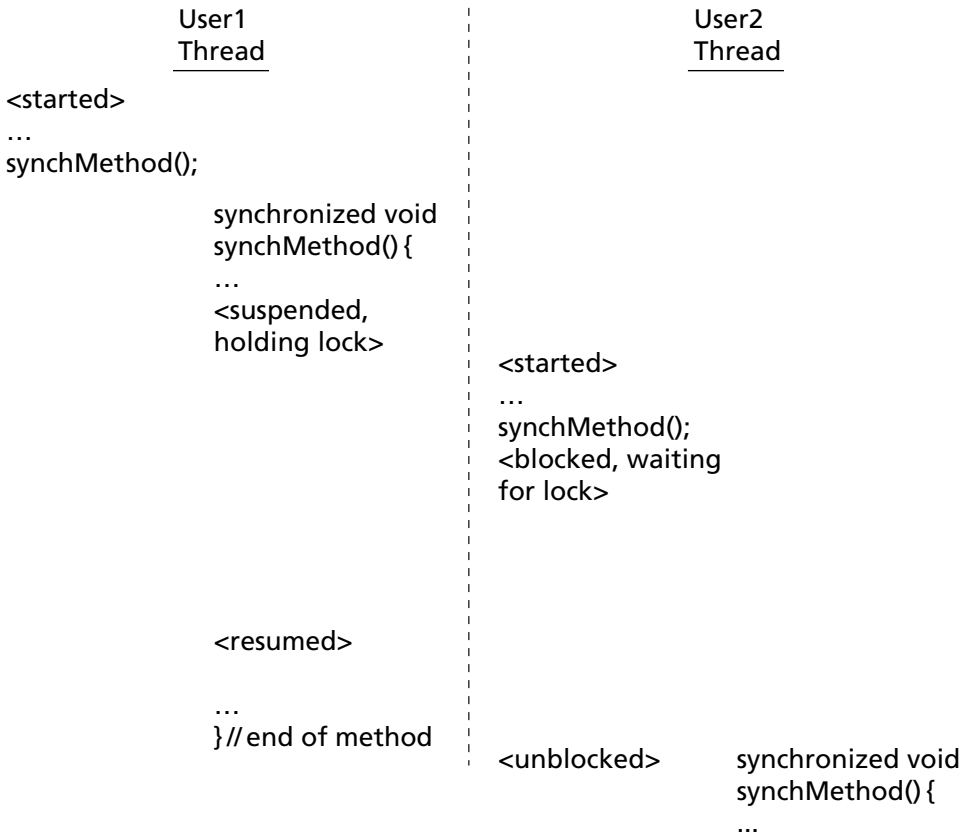 User1
Thread
User2
Thread
<started>
…
synchMethod();
synchronized void
synchMethod() {
…
<suspended,
holding lock>
<started>
…
synchMethod();
<blocked, waiting
for lock>
<resumed>
…
} // end of method
<unblocked>
synchronized void
synchMethod() {
...